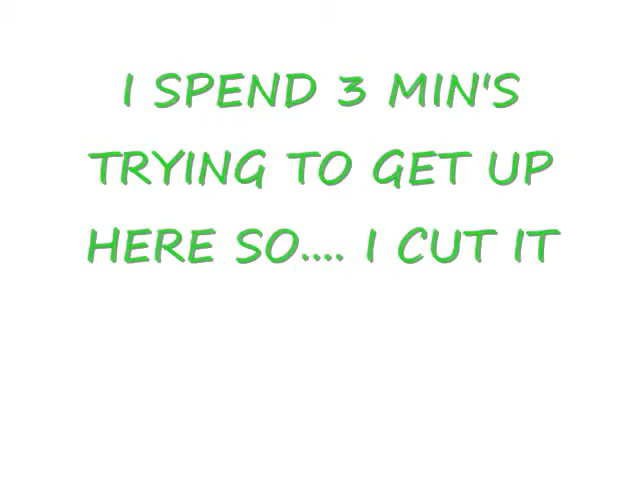 I SPEND 3 MIN'S
TRYING TO GET UP
HERE SO.... I CUT IT